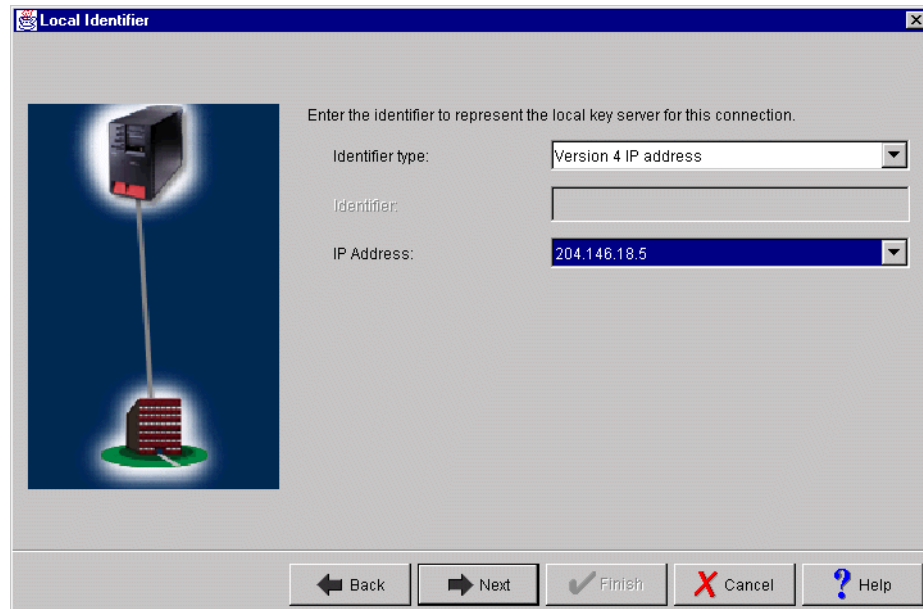 Local Identifier
Enter the identifier to represent the local key server for this connection.
Identifier type: Version 4 IP address
Identifier:
IP Address: 204.146.18.5
Back Next Finish Cancel ? Help